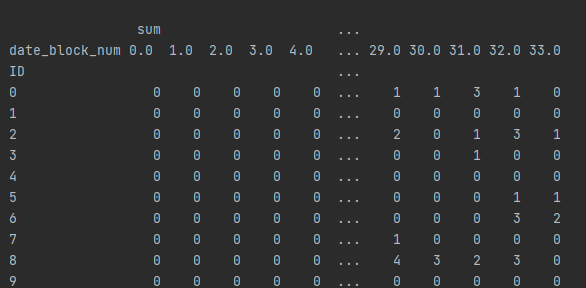 sum ...
date_block_num 0.0 1.0 2.0 3.0 4.0 ... 29.0 30.0 31.0 32.0 33.0
ID ...
0 0 0 0 0 0 ... 1 1 3 1 0
1 0 0 0 0 0 ... 0 0 0 0 0
2 0 0 0 0 0 ... 2 0 1 3 1
3 0 0 0 0 0 ... 0 0 1 0 0
4 0 0 0 0 0 ... 0 0 0 0 0
5 0 0 0 0 0 ... 0 0 0 1 1
6 0 0 0 0 0 ... 0 0 0 3 2
7 0 0 0 0 0 ... 1 0 0 0 0
8 0 0 0 0 0 ... 4 3 2 3 0
9 0 0 0 0 0 ... 0 0 0 0 0